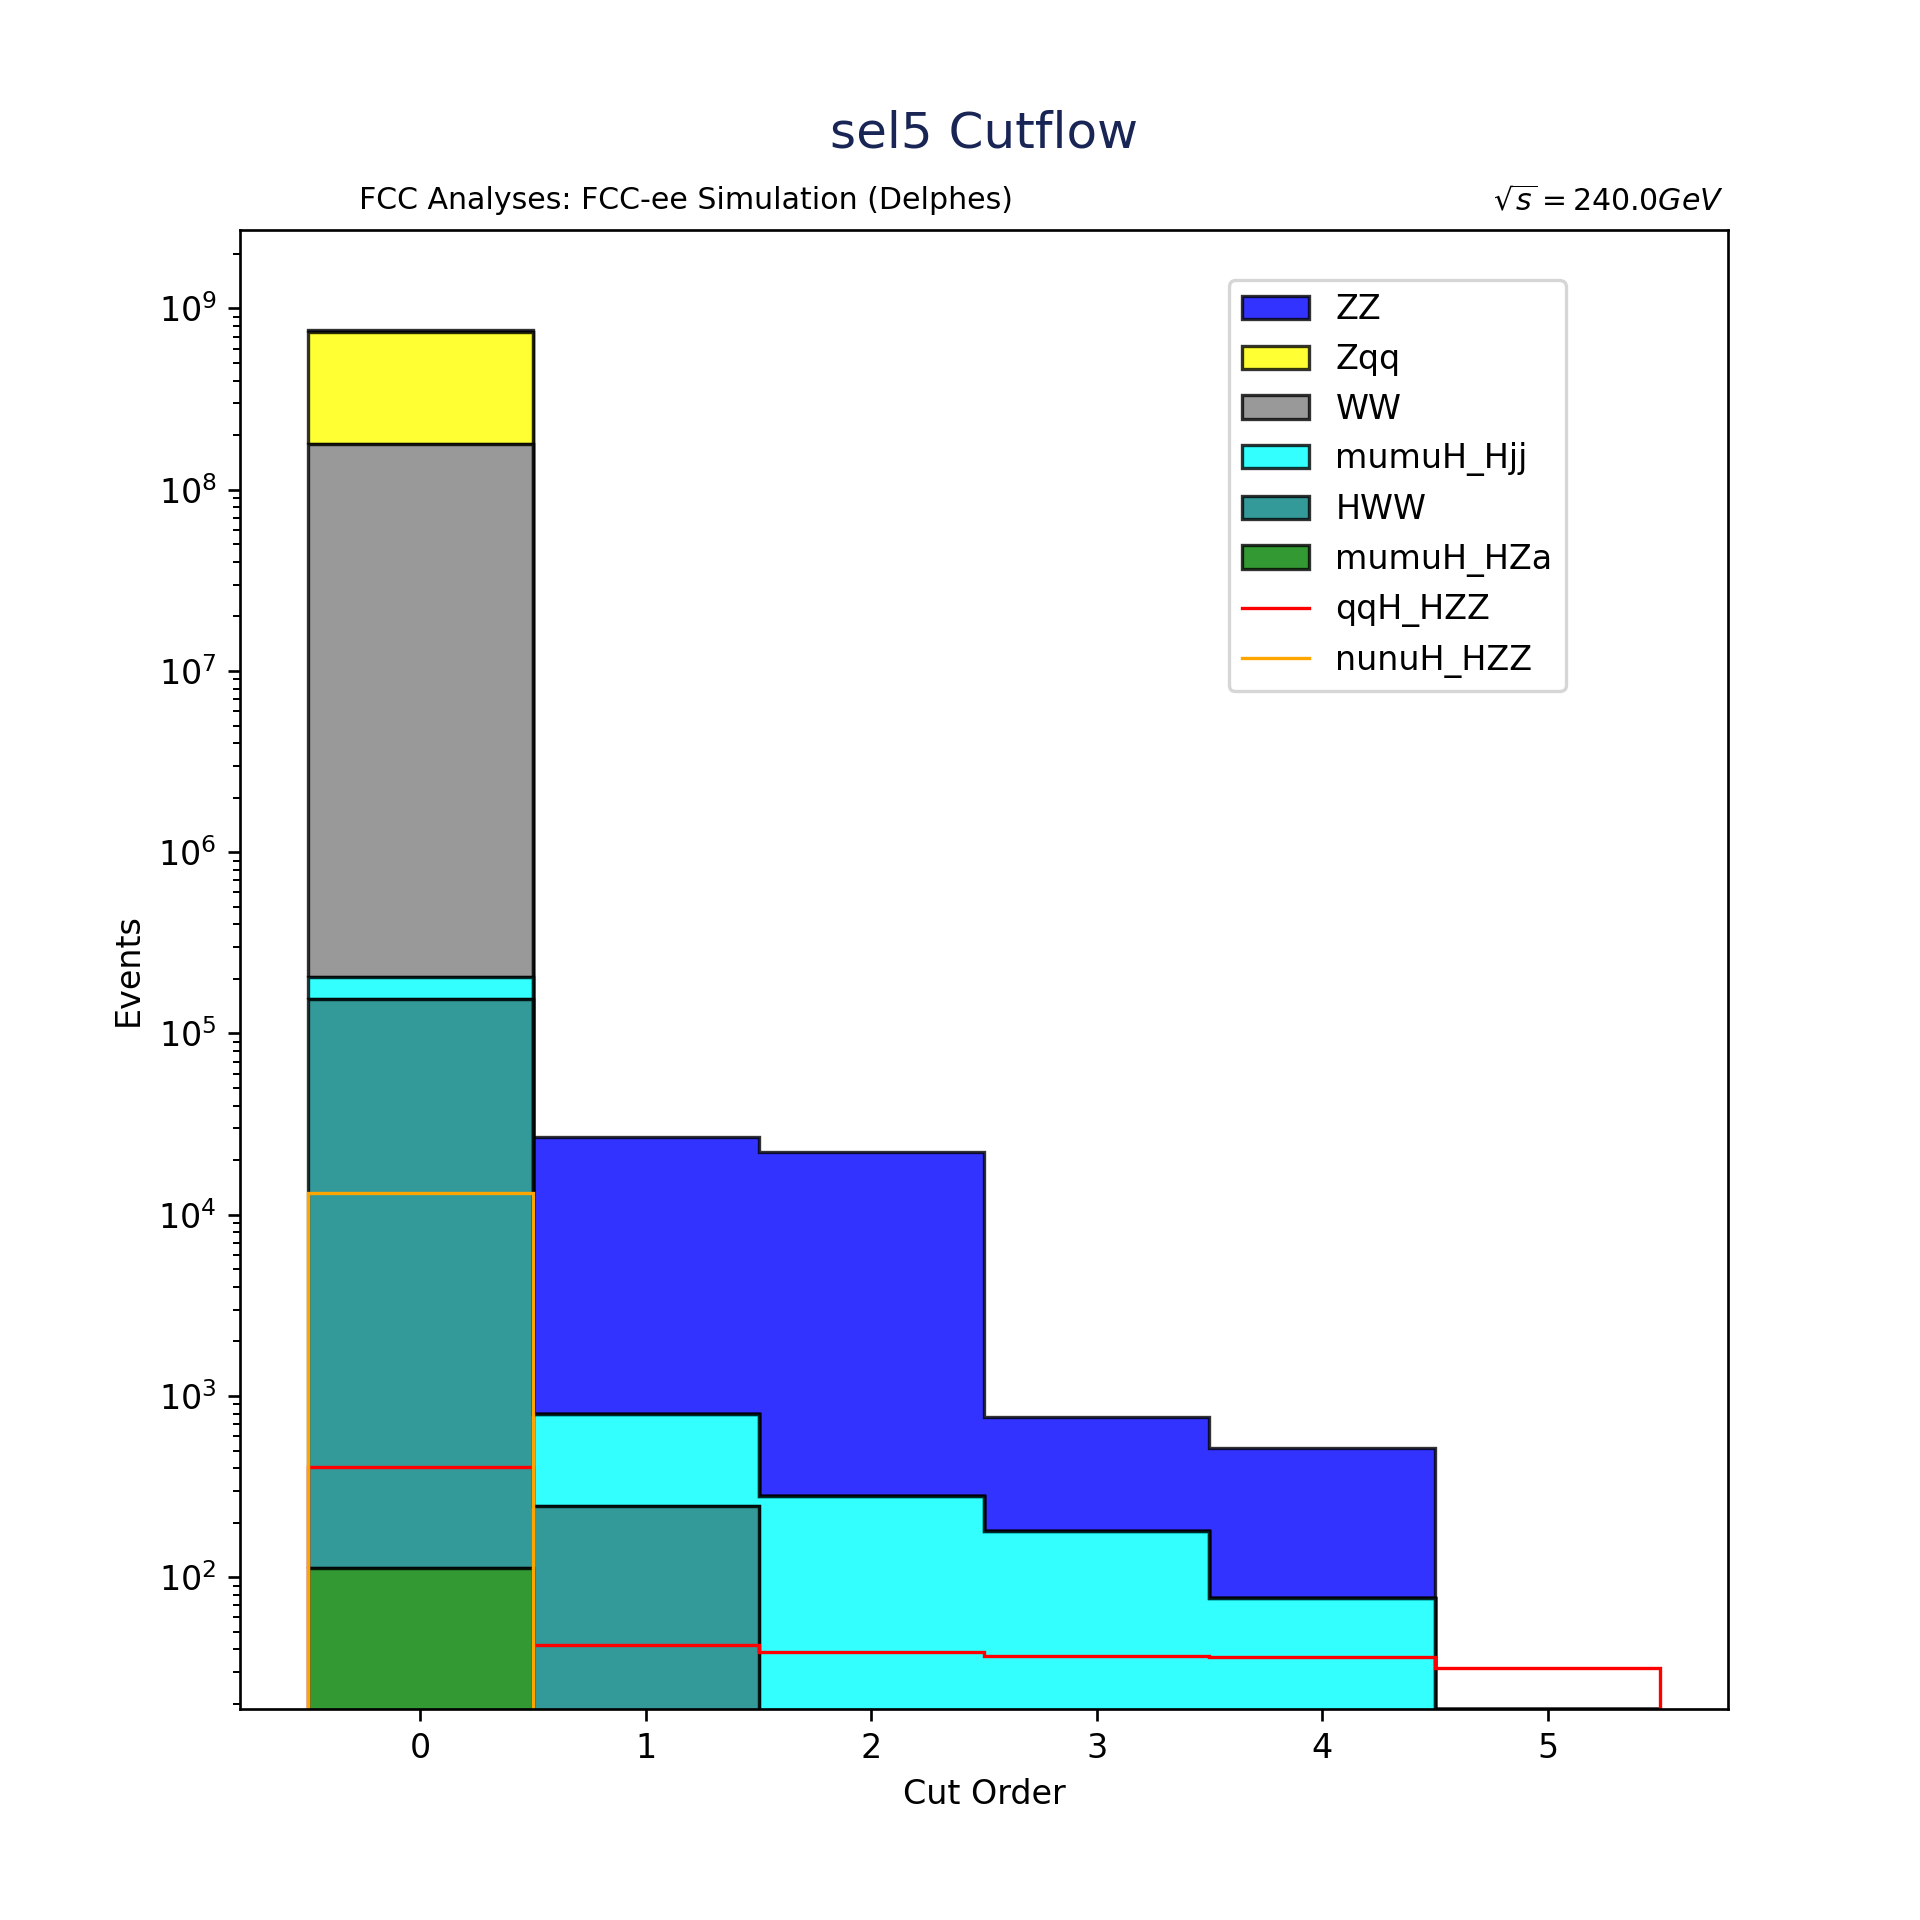 sel5 Cutflow
FCC Analyses: FCC-ee Simulation (Delphes)
√s = 240.0GeV
ZZ
Zqq
WW
mumuH_Hjj
HWW
mumuH_HZa
qqH_HZZ
nunuH_HZZ
10⁹
10⁸
10⁷
10⁶
10⁵
10⁴
10³
10²
Events
0 1 2 3 4 5
Cut Order